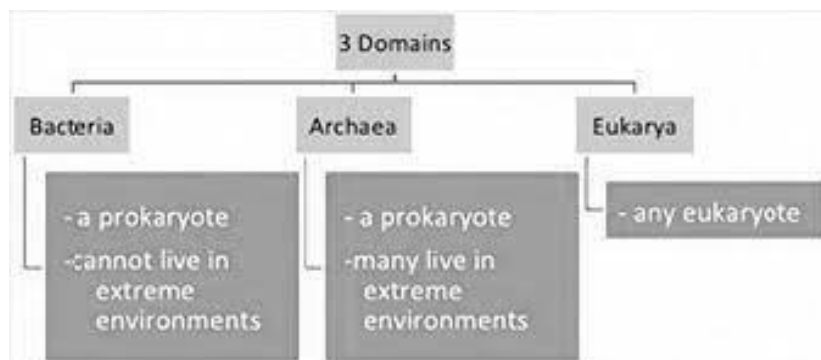 3 Domains
Bacteria
Archaea
Eukarya
- a prokaryote
-cannot live in
extreme
environments
- a prokaryote
-many live in
extreme
environments
- any eukaryote